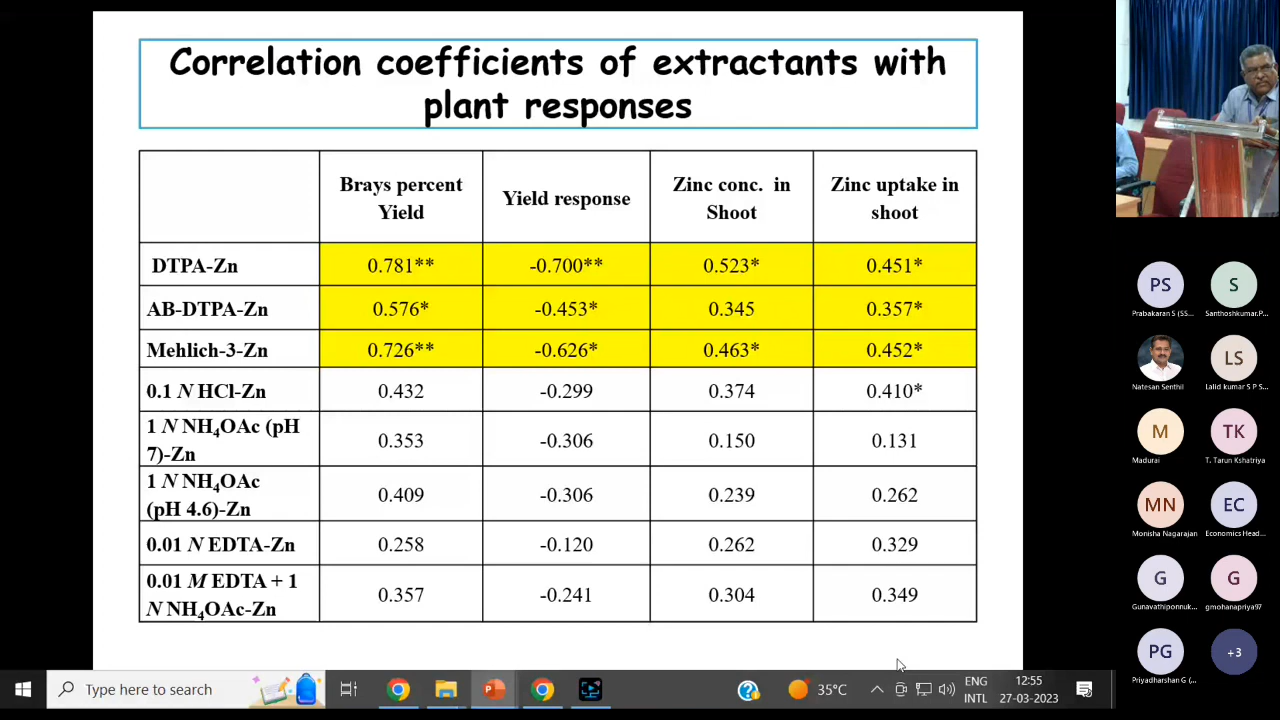 Correlation coefficients of extractants with
plant responses
Brays percent
Yield
Yield response
Zinc conc. in
Shoot
Zinc uptake in
shoot
DTPA-Zn 0.781** -0.700** 0.523* 0.451*
AB-DTPA-Zn 0.576* -0.453* 0.345 0.357*
Mehlich-3-Zn 0.726** -0.626* 0.463* 0.452*
0.1 N HCl-Zn 0.432 -0.299 0.374 0.410*
1 N NH₄OAc (pH
7)-Zn
0.353 -0.306 0.150 0.131
1 N NH₄OAc
(pH 4.6)-Zn
0.409 -0.306 0.239 0.262
0.01 N EDTA-Zn 0.258 -0.120 0.262 0.329
0.01 M EDTA + 1
N NH₄OAc-Zn
0.357 -0.241 0.304 0.349
PS S
Prabakaran S (SS... Santhoshkumar.P...
LS
Natesan Senthil Lalid kumar S P S...
M TK
Madurai T. Tarun Kshatriya
MN EC
Monisha Nagarajan Economics Head...
G G
Gunavathiponnuk... gmohanapriya97
PG +3
Priyadharshan G (...
Type here to search
35°C
ENG
INTL
12:55
27-03-2023